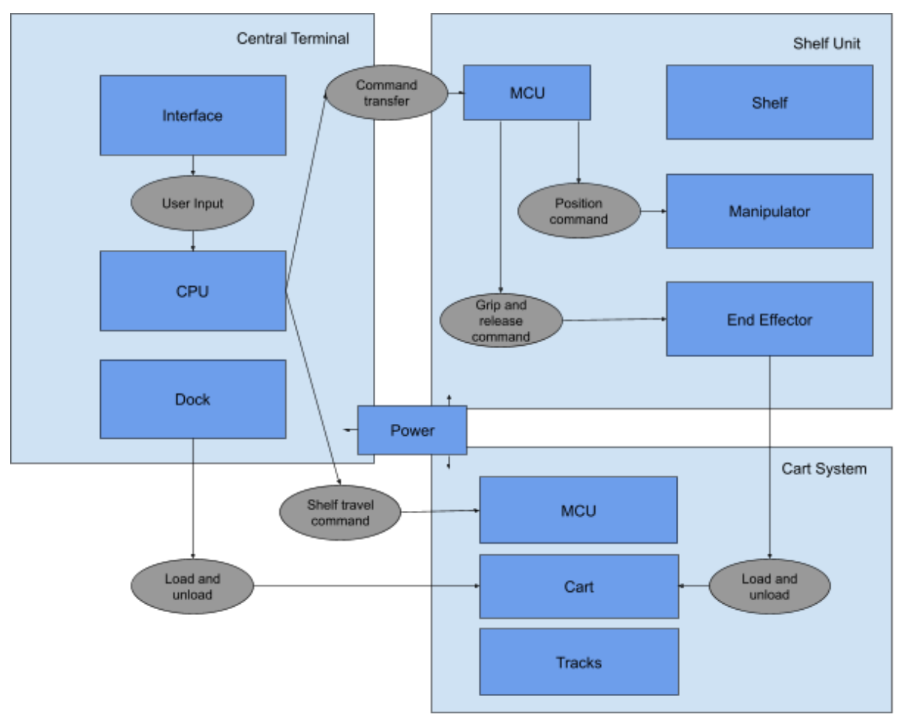 Central Terminal
Interface
User Input
CPU
Dock
Load and
unload
Command
transfer
Shelf travel
command
Power
Shelf Unit
MCU
Shelf
Position
command
Manipulator
Grip and
release
command
End Effector
Cart System
MCU
Cart
Load and
unload
Tracks